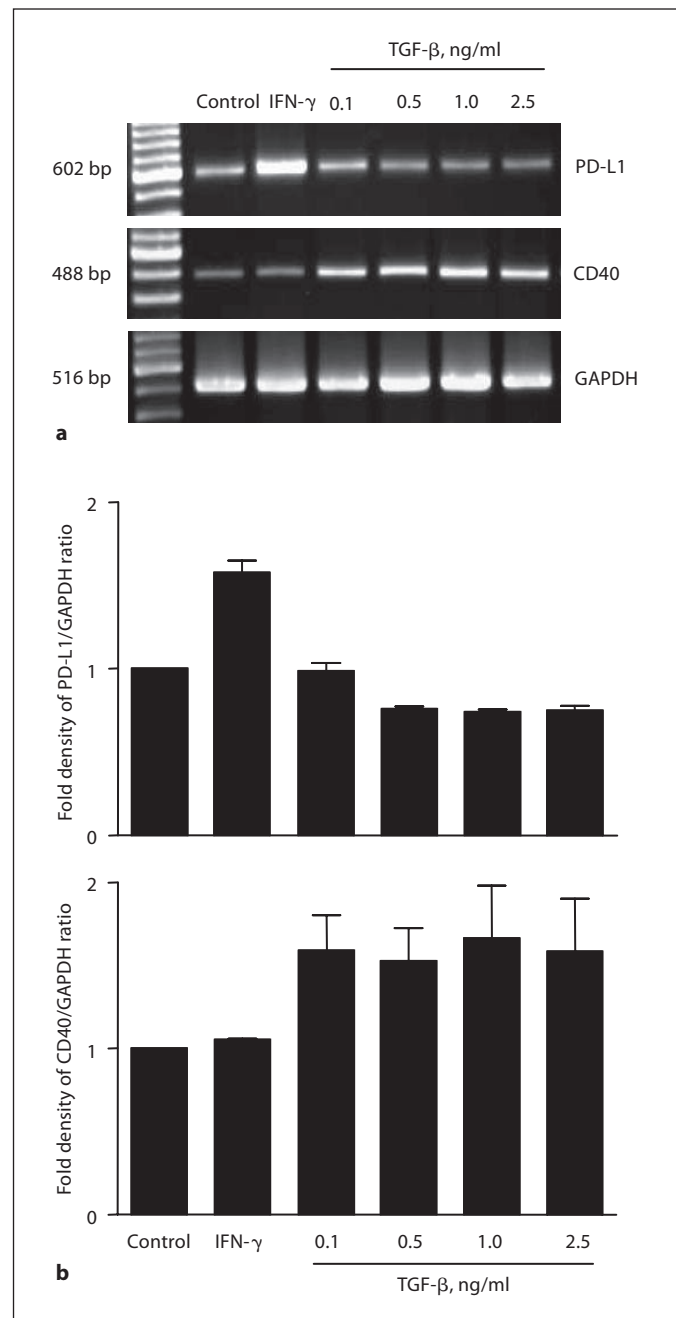 TGF-β, ng/ml
Control IFN-γ 0.1 0.5 1.0 2.5
602 bp PD-L1
488 bp CD40
516 bp GAPDH
a
Fold density of PD-L1/GAPDH ratio
2
1
0
Fold density of CD40/GAPDH ratio
2
1
0
Control IFN-γ 0.1 0.5 1.0 2.5
TGF-β, ng/ml
b